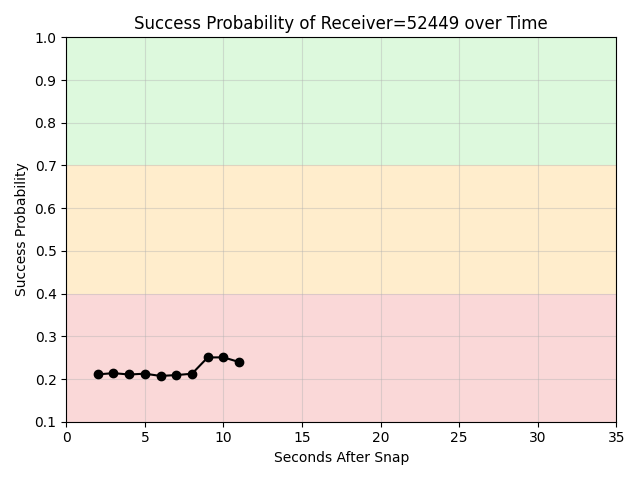 Success Probability of Receiver=52449 over Time
1.0
0.9
0.8
0.7
0.6
0.5
0.4
0.3
0.2
0.1
Success Probability
0 5 10 15 20 25 30 35
Seconds After Snap